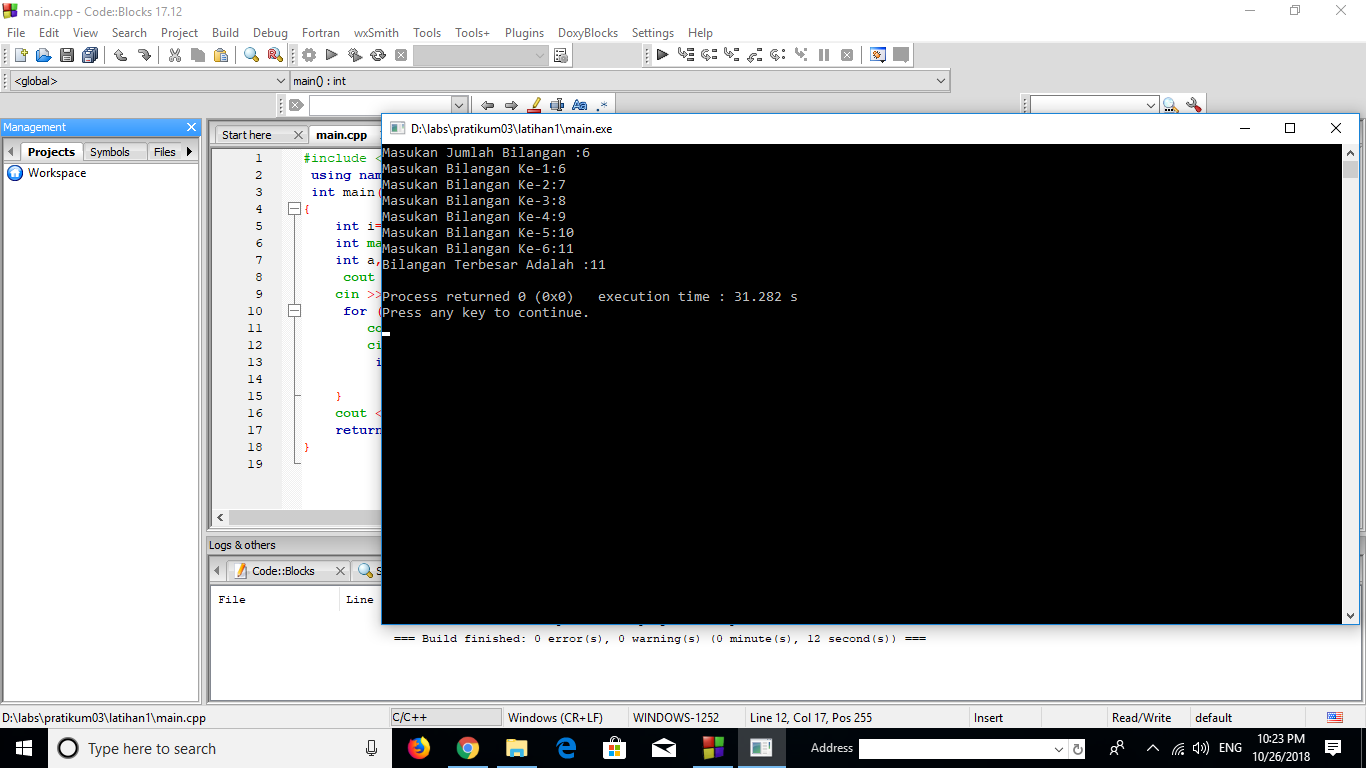 main.cpp - Code::Blocks 17.12
File Edit View Search Project Build Debug Fortran wxSmith Tools Tools+ Plugins DoxyBlocks Settings Help
<global> main() : int
Management
Projects Symbols Files
Workspace
Start here main.cpp
1 #include <
2 using nam
3 int main(
4 {
5 int i=
6 int ma
7 int a,
8 cout
9 cin >>
10 for (
11 co
12 ci
13 i
14
15 }
16 cout <
17 return
18 }
19
D:\labs\pratikum03\latihan1\main.exe
Masukan Jumlah Bilangan :6
Masukan Bilangan Ke-1:6
Masukan Bilangan Ke-2:7
Masukan Bilangan Ke-3:8
Masukan Bilangan Ke-4:9
Masukan Bilangan Ke-5:10
Masukan Bilangan Ke-6:11
Bilangan Terbesar Adalah :11
Process returned 0 (0x0) execution time : 31.282 s
Press any key to continue.
Logs & others
Code::Blocks S
File Line
=== Build finished: 0 error(s), 0 warning(s) (0 minute(s), 12 second(s)) ===
D:\labs\pratikum03\latihan1\main.cpp C/C++ Windows (CR+LF) WINDOWS-1252 Line 12, Col 17, Pos 255 Insert Read/Write default
Type here to search Address ENG 10:23 PM
10/26/2018